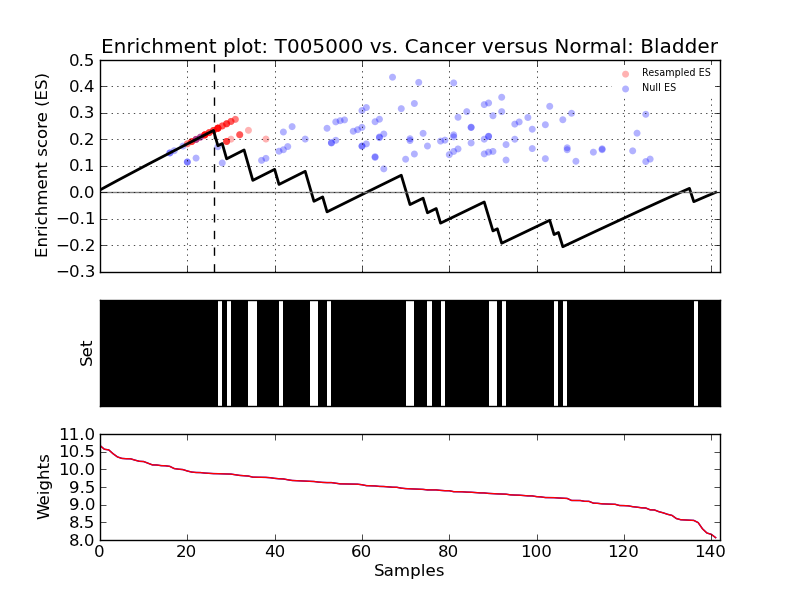 Enrichment plot: T005000 vs. Cancer versus Normal: Bladder
Enrichment score (ES)
0.5
0.4
0.3
0.2
0.1
0.0
−0.1
−0.2
−0.3
Resampled ES
Null ES
Set
Weights
11.0
10.5
10.0
9.5
9.0
8.5
8.0
0 20 40 60 80 100 120 140
Samples